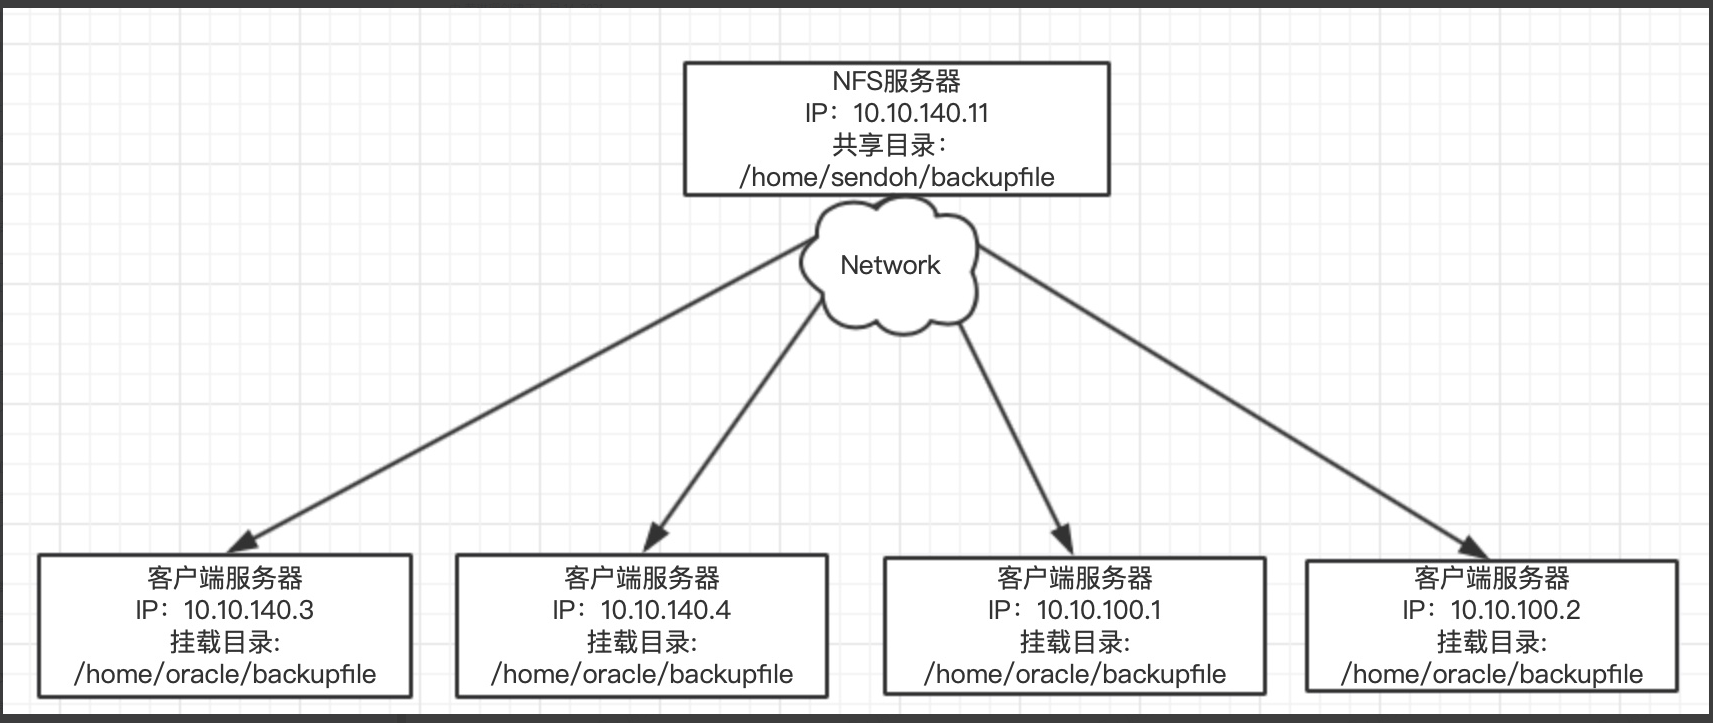 NFS服务器
IP：10.10.140.11
共享目录：
/home/sendoh/backupfile
Network
客户端服务器
IP：10.10.140.3
挂载目录:
/home/oracle/backupfile
客户端服务器
IP：10.10.140.4
挂载目录:
/home/oracle/backupfile
客户端服务器
IP：10.10.100.1
挂载目录:
/home/oracle/backupfile
客户端服务器
IP：10.10.100.2
挂载目录:
/home/oracle/backupfile